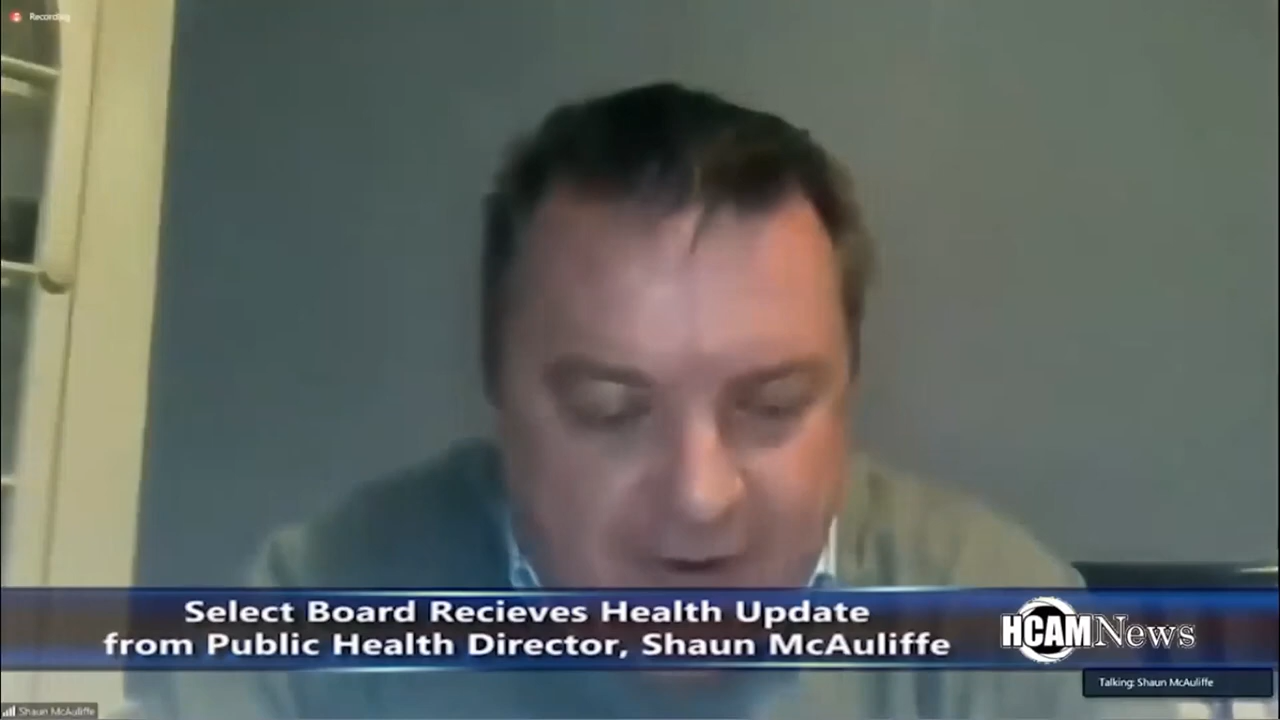 Recording
Select Board Recieves Health Update
from Public Health Director, Shaun McAuliffe
HCAMNews
Talking: Shaun McAuliffe
Shaun McAuliffe